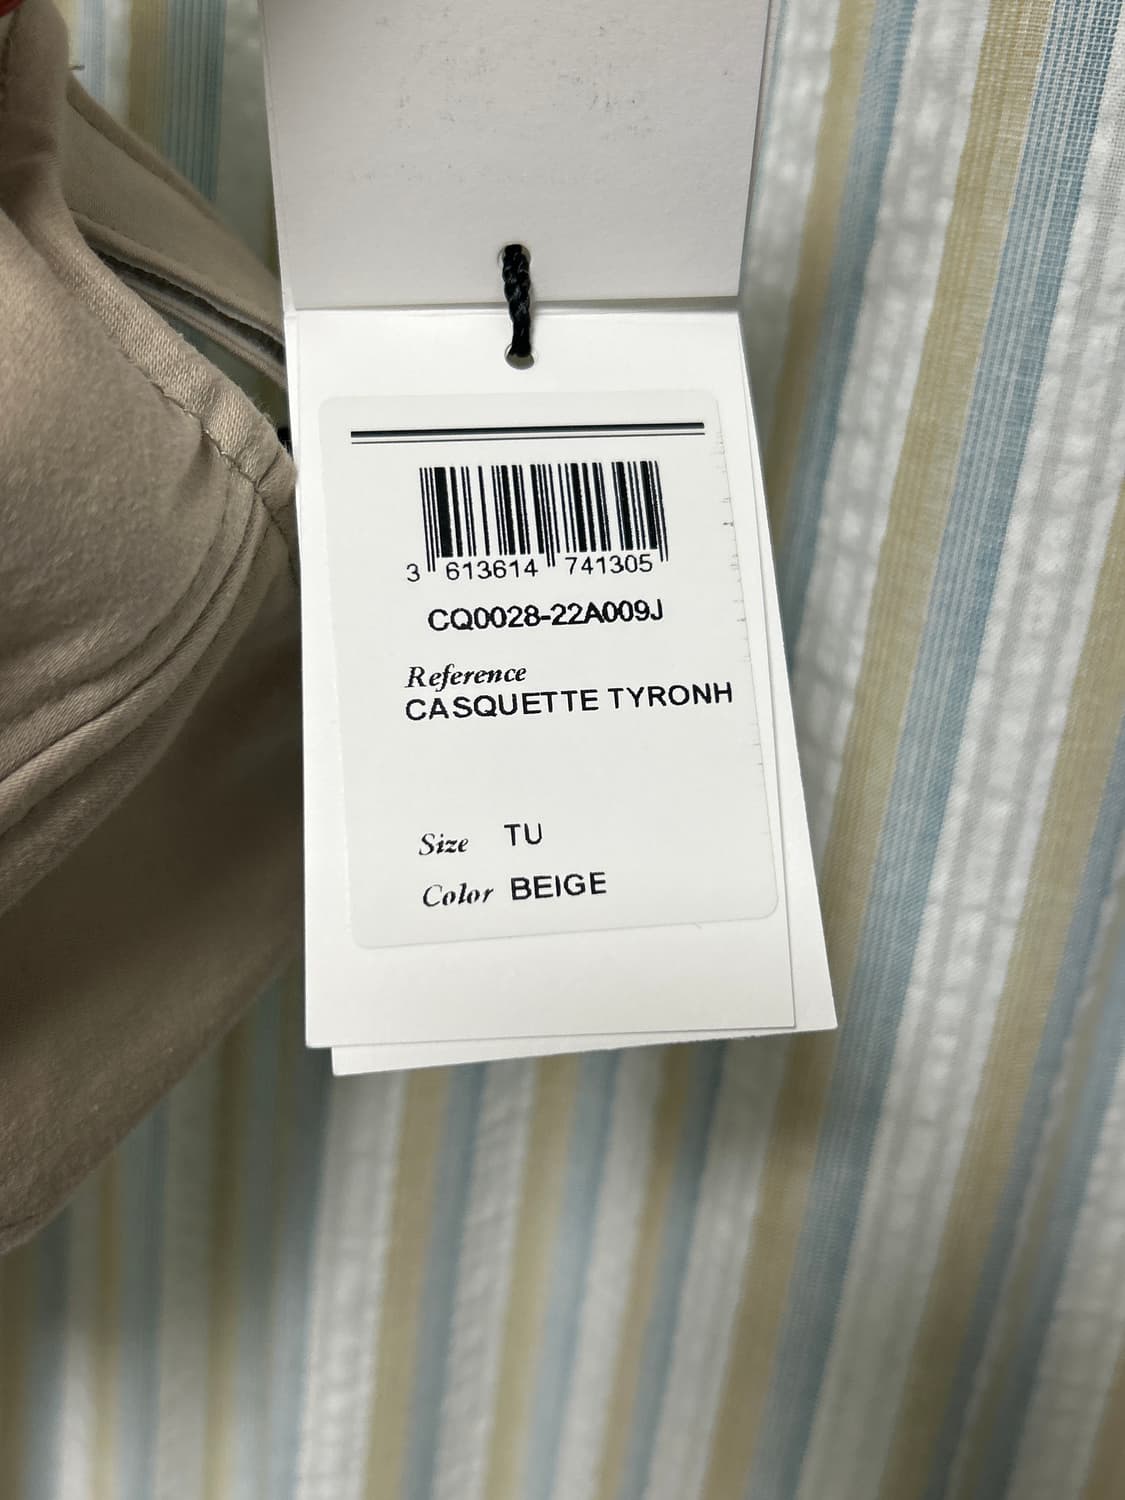 3 613614 741305
CQ0028-22A009J
Reference
CASQUETTE TYRONH
Size TU
Color BEIGE